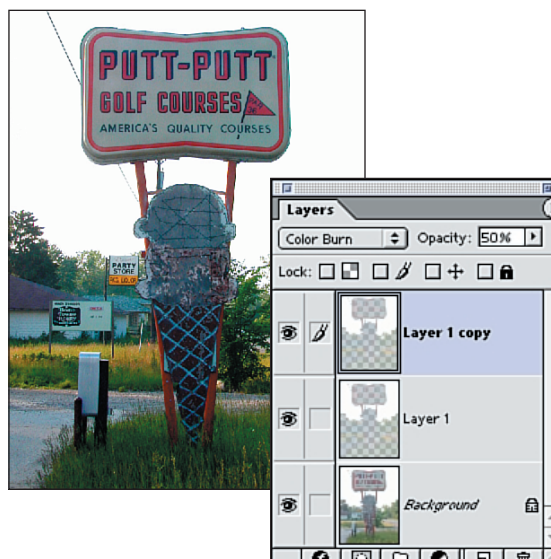 PUTT-PUTT
GOLF COURSES
AMERICA'S QUALITY COURSES
PARTY
STORE
Layers
Color Burn
Opacity: 50%
Lock:
Layer 1 copy
Layer 1
Background